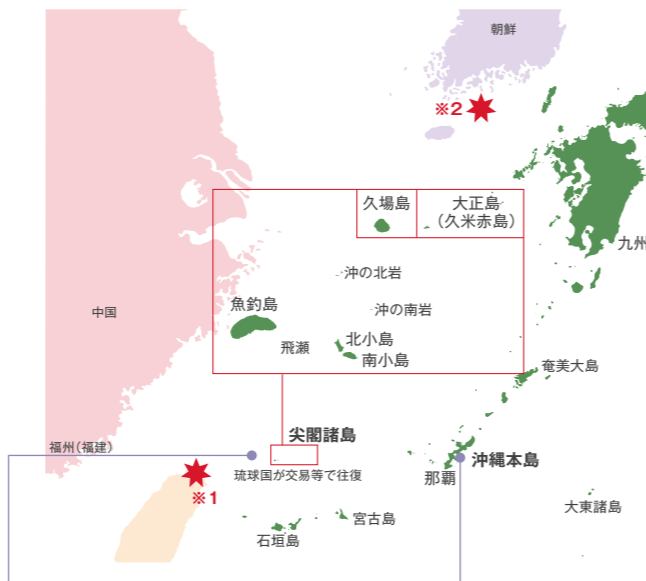 朝鮮
※2
久場島
大正島
（久米赤島）
九州
沖の北岩
中国
魚釣島
沖の南岩
飛瀬
北小島
南小島
奄美大島
尖閣諸島
福州（福建）
沖縄本島
琉球国が交易等で往復
那覇
※1
宮古島
大東諸島
石垣島